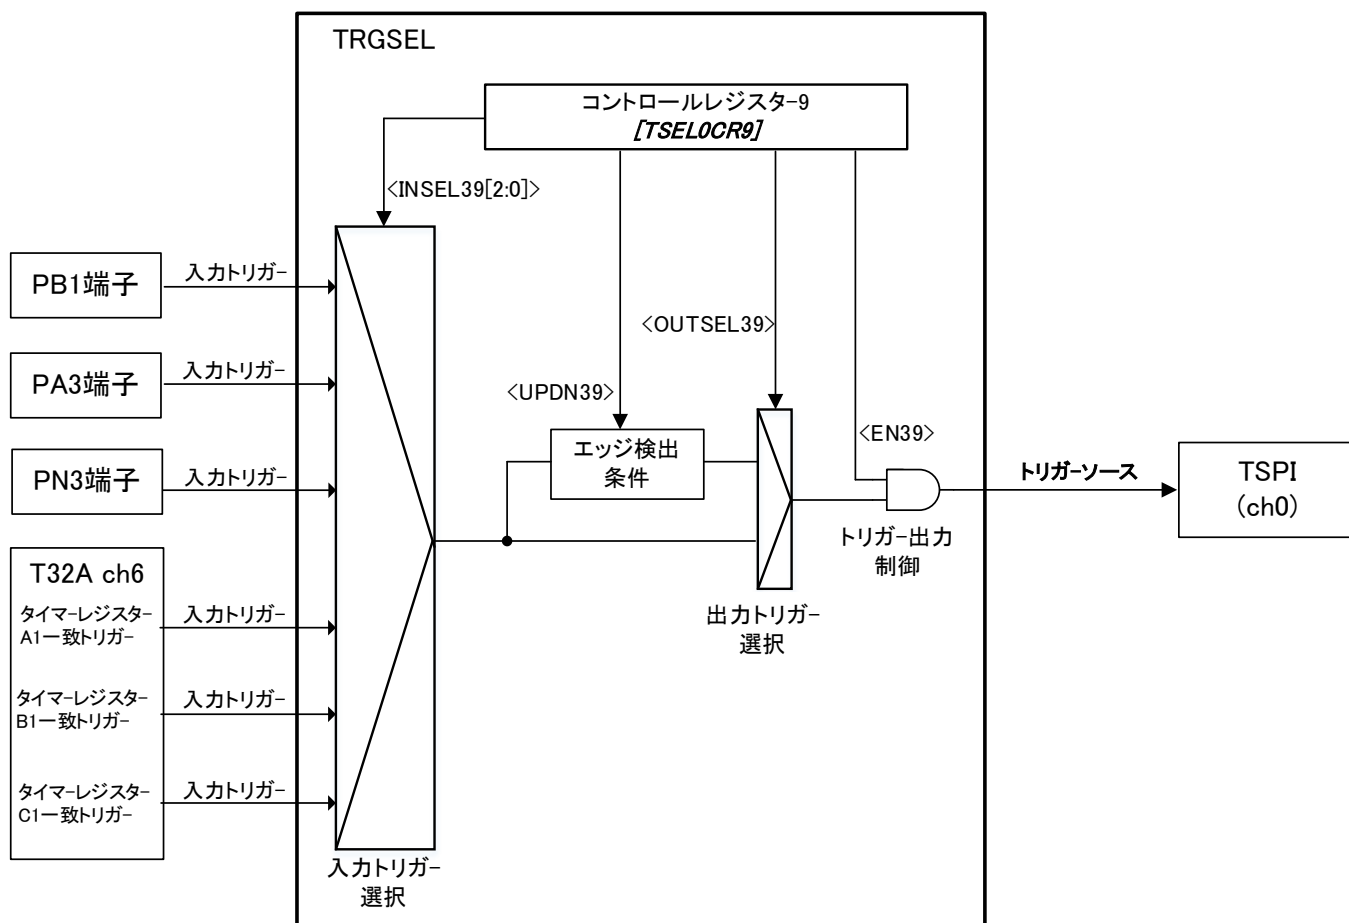 TRGSEL
コントロールレジスター9
[TSEL0CR9]
<INSEL39[2:0]>
PB1端子
入力トリガー
<OUTSEL39>
PA3端子
入力トリガー
<UPDN39>
<EN39>
エッジ検出
条件
PN3端子
入力トリガー
トリガーソース
TSPI
(ch0)
トリガー出力
制御
T32A ch6
タイマーレジスター
A1一致トリガー
入力トリガー
出力トリガー
選択
タイマーレジスター
B1一致トリガー
入力トリガー
タイマーレジスター
C1一致トリガー
入力トリガー
入力トリガー
選択